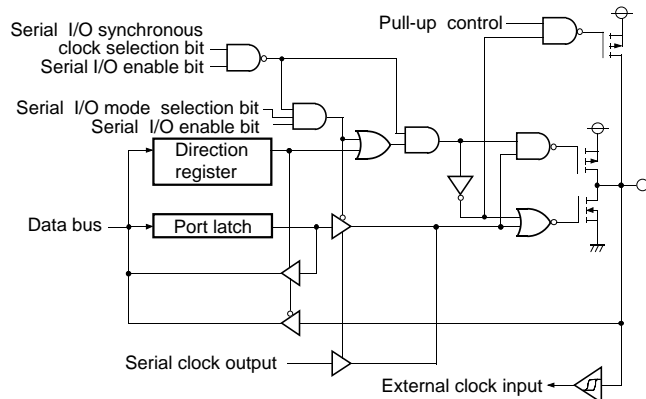 Serial I/O synchronous
clock selection bit
Serial I/O enable bit
Pull-up control
Serial I/O mode selection bit
Serial I/O enable bit
Direction
register
Data bus
Port latch
Serial clock output
External clock input